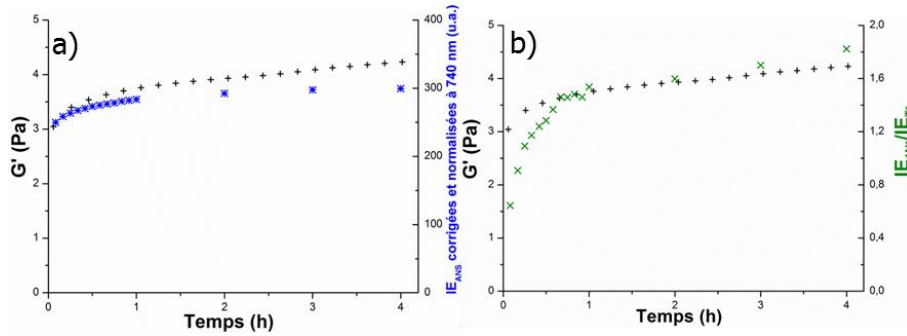 a)
5
4
3
2
1
0
G' (Pa)
0 1 2 3 4
Temps (h)
400
300
200
100
0
IE_ANS corrigées et normalisées à 740 nm (u.a.)
b)
5
4
3
2
1
0
G' (Pa)
0 1 2 3 4
Temps (h)
2,0
1,6
1,2
0,8
0,4
0,0